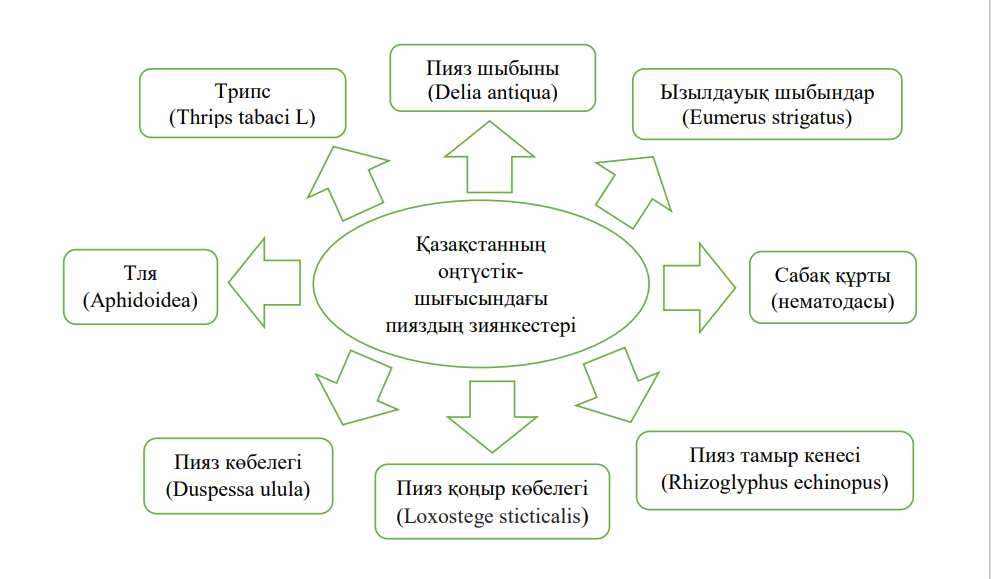 Пияз шыбыны
(Delia antiqua)
Трипс
(Thrips tabaci L)
Ызылдауық шыбындар
(Eumerus strigatus)
Қазақстанның
оңтүстік-
шығысындағы
пияздың зиянкестері
Тля
(Aphidoidea)
Сабақ құрты
(нематодасы)
Пияз көбелегі
(Duspessa ulula)
Пияз қоңыр көбелегі
(Loxostege sticticalis)
Пияз тамыр кенесі
(Rhizoglyphus echinopus)